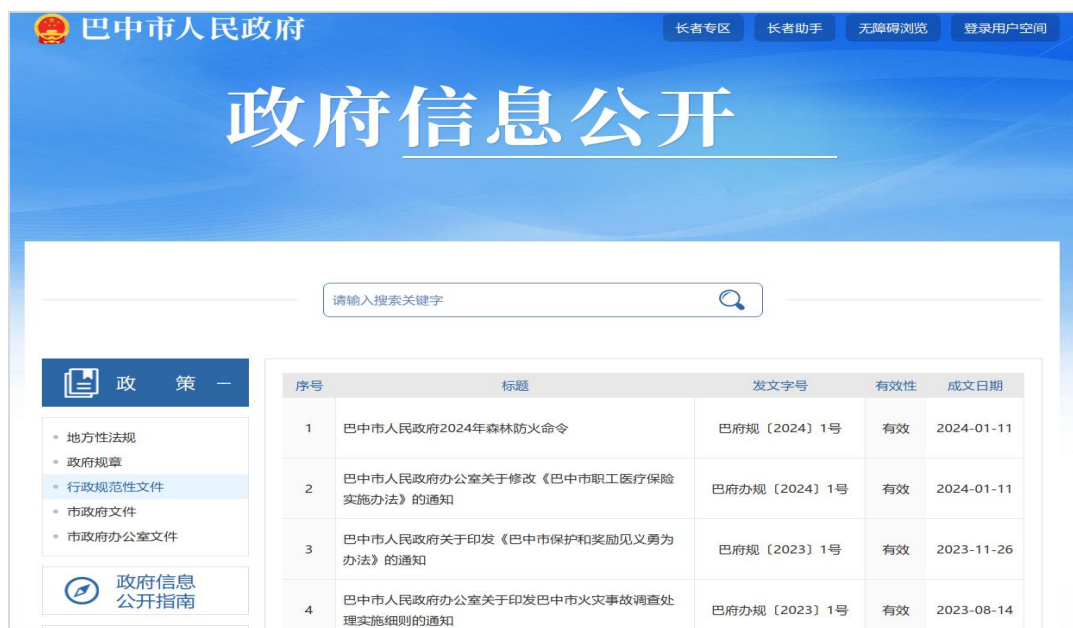 巴中市人民政府
长者专区 长者助手 无障碍浏览 登录用户空间
政府信息公开
请输入搜索关键字
政 策 —
地方性法规
政府规章
行政规范性文件
市政府文件
市政府办公室文件
政府信息
公开指南
序号 标题 发文字号 有效性 成文日期
1 巴中市人民政府2024年森林防火命令 巴府规〔2024〕1号 有效 2024-01-11
2 巴中市人民政府办公室关于修改《巴中市职工医疗保险
实施办法》的通知 巴府办规〔2024〕1号 有效 2024-01-11
3 巴中市人民政府关于印发《巴中市保护和奖励见义勇为
办法》的通知 巴府规〔2023〕1号 有效 2023-11-26
4 巴中市人民政府办公室关于印发巴中市火灾事故调查处
理实施细则的通知 巴府办规〔2023〕1号 有效 2023-08-14